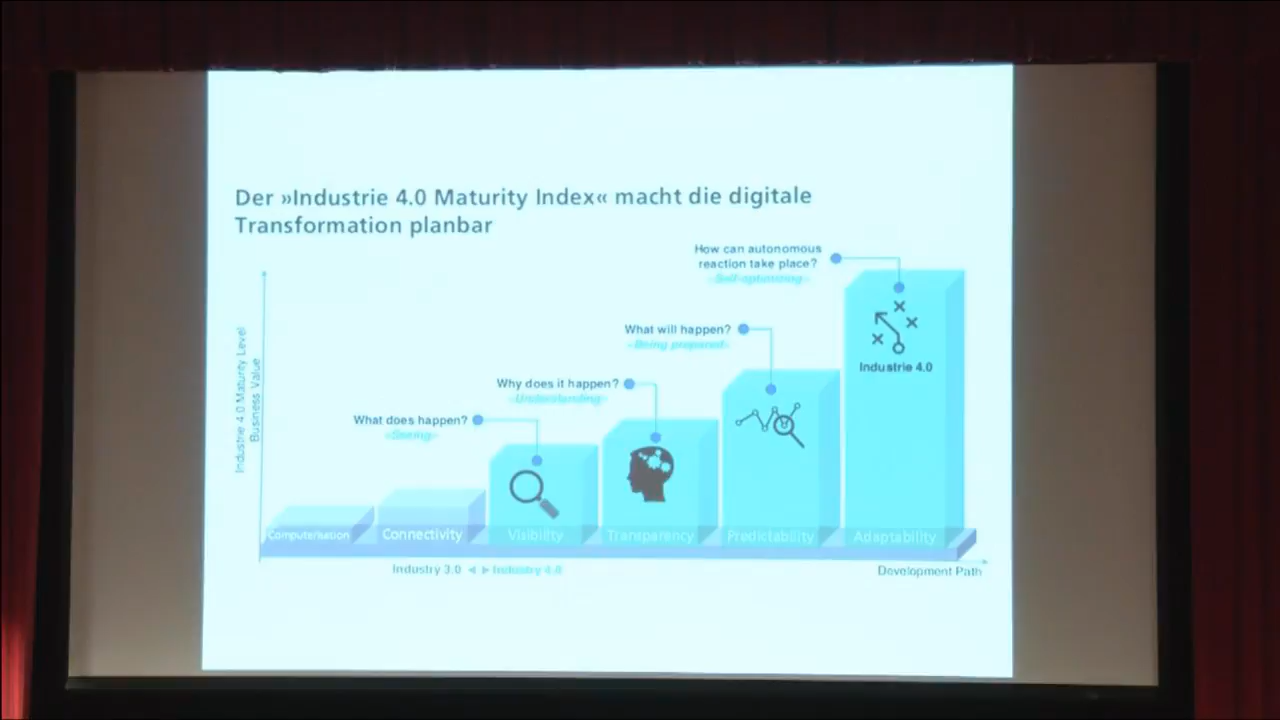 Der »Industrie 4.0 Maturity Index« macht die digitale
Transformation planbar
How can autonomous
reaction take place?
~Self-optimizing~
What will happen?
~Being prepared~
Why does it happen?
~Understanding~
What does happen?
~Seeing~
Industrie 4.0 Maturity Level
Business Value
Industrie 4.0
Computerisation
Connectivity
Visibility
Transparency
Predictability
Adaptability
Industry 3.0 ◄ ► Industry 4.0
Development Path